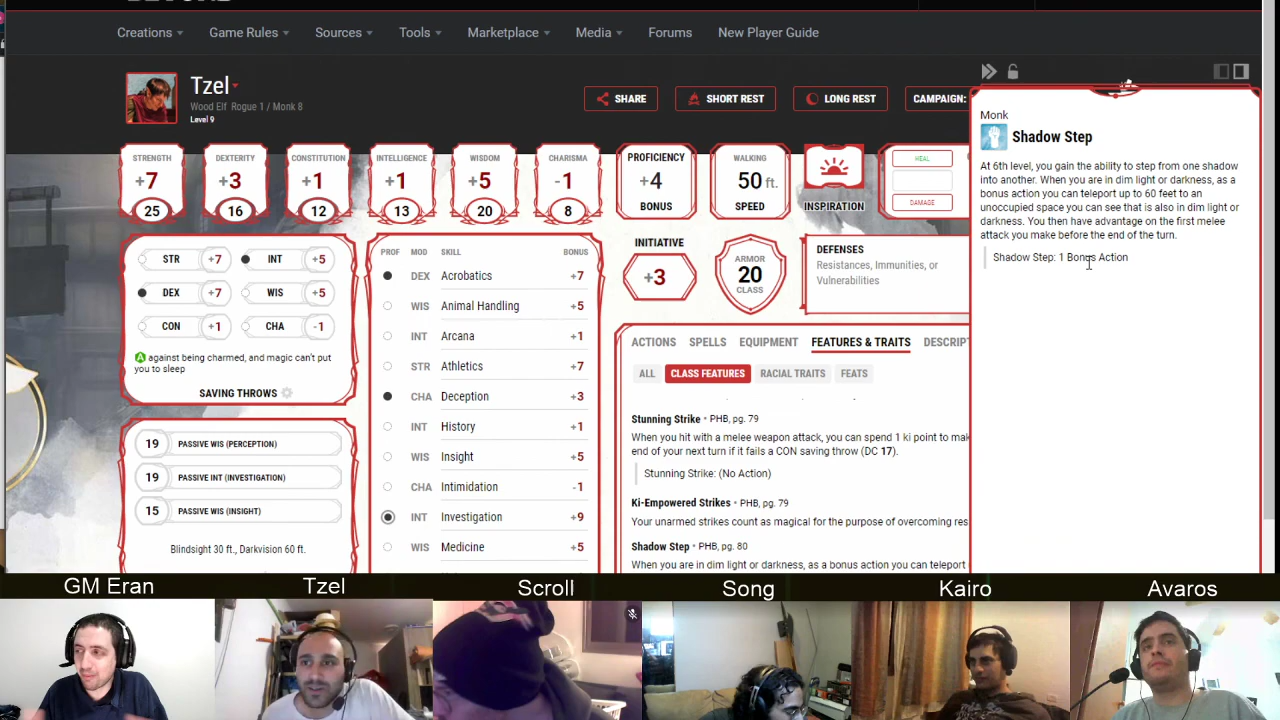 Creations Game Rules Sources Tools Marketplace Media Forums New Player Guide
Tzel
Wood Elf Rogue 1 / Monk 8
Level 9
SHARE
SHORT REST
LONG REST
CAMPAIGN:
STRENGTH
+7
25
DEXTERITY
+3
16
CONSTITUTION
+1
12
INTELLIGENCE
+1
13
WISDOM
+5
20
CHARISMA
-1
8
PROFICIENCY
+4
BONUS
WALKING
50 ft.
SPEED
INSPIRATION
HEAL
DAMAGE
STR +7
INT +5
DEX +7
WIS +5
CON +1
CHA -1
against being charmed, and magic can't put
you to sleep
SAVING THROWS
19 PASSIVE WIS (PERCEPTION)
19 PASSIVE INT (INVESTIGATION)
15 PASSIVE WIS (INSIGHT)
Blindsight 30 ft., Darkvision 60 ft.
PROF MOD SKILL BONUS
DEX Acrobatics +7
WIS Animal Handling +5
INT Arcana +1
STR Athletics +7
CHA Deception +3
INT History +1
WIS Insight +5
CHA Intimidation -1
INT Investigation +9
WIS Medicine +5
INITIATIVE
+3
ARMOR
20
CLASS
DEFENSES
Resistances, Immunities, or
Vulnerabilities
ACTIONS SPELLS EQUIPMENT FEATURES & TRAITS DESCRIPT
ALL CLASS FEATURES RACIAL TRAITS FEATS
Stunning Strike • PHB, pg. 79
When you hit with a melee weapon attack, you can spend 1 ki point to mak
end of your next turn if it fails a CON saving throw (DC 17).
Stunning Strike: (No Action)
Ki-Empowered Strikes • PHB, pg. 79
Your unarmed strikes count as magical for the purpose of overcoming res
Shadow Step • PHB, pg. 80
When you are in dim light or darkness, as a bonus action you can teleport
Monk
Shadow Step
At 6th level, you gain the ability to step from one shadow
into another. When you are in dim light or darkness, as a
bonus action you can teleport up to 60 feet to an
unoccupied space you can see that is also in dim light or
darkness. You then have advantage on the first melee
attack you make before the end of the turn.
Shadow Step: 1 Bonus Action
GM Eran
Tzel
Scroll
Song
Kairo
Avaros